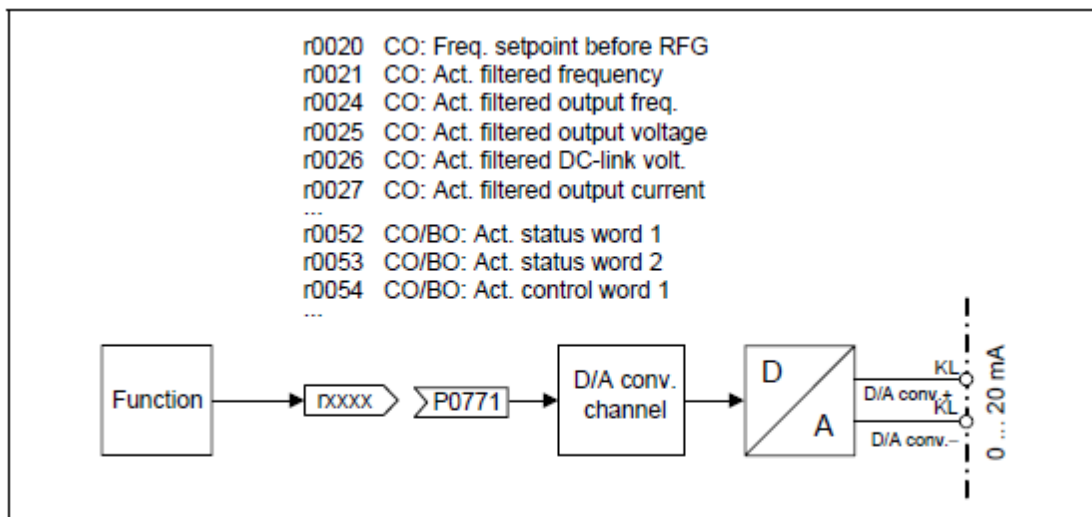 r0020 CO: Freq. setpoint before RFG
r0021 CO: Act. filtered frequency
r0024 CO: Act. filtered output freq.
r0025 CO: Act. filtered output voltage
r0026 CO: Act. filtered DC-link volt.
r0027 CO: Act. filtered output current
...
r0052 CO/BO: Act. status word 1
r0053 CO/BO: Act. status word 2
r0054 CO/BO: Act. control word 1
...
Function
rxxxx
P0771
D/A conv.
channel
D
A
KL
D/A conv.+
KL
D/A conv.–
0 ... 20 mA